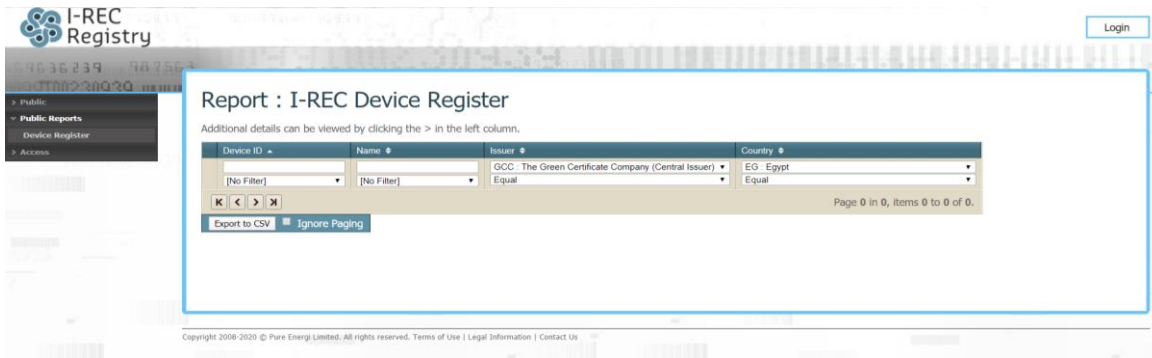 I-REC
Registry
Login
> Public
Public Reports
Device Register
> Access
Report : I-REC Device Register
Additional details can be viewed by clicking the > in the left column.
Device ID Name Issuer Country
GCC : The Green Certificate Company (Central Issuer) EG : Egypt
[No Filter] [No Filter] Equal Equal
Page 0 in 0, items 0 to 0 of 0.
Export to CSV Ignore Paging
Copyright 2008-2020 © Pure Energi Limited. All rights reserved. Terms of Use | Legal Information | Contact Us